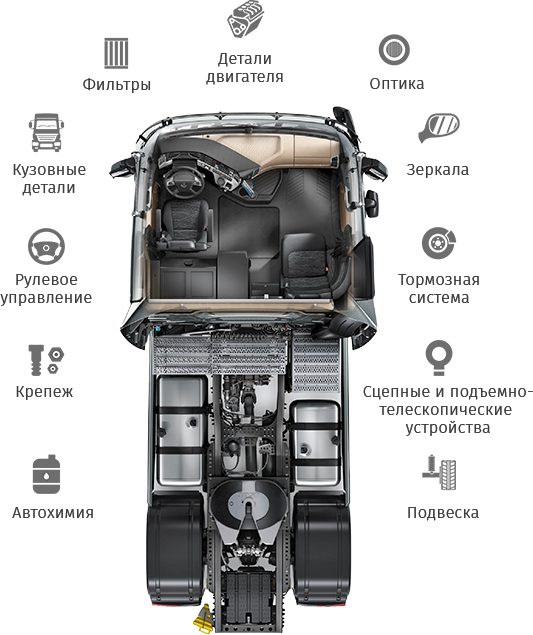 Детали
двигателя
Фильтры
Оптика
Кузовные
детали
Зеркала
Рулевое
управление
Тормозная
система
Крепеж
Сцепные и подъемно-
телескопические
устройства
Автохимия
Подвеска